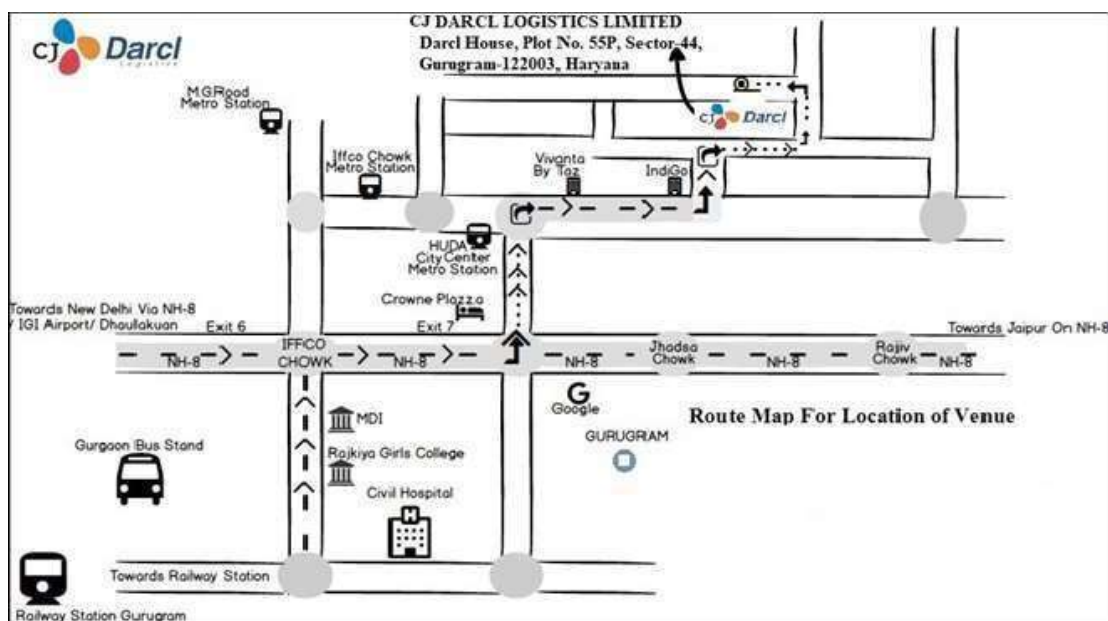 CJ Darcl
Logistics
CJ DARCL LOGISTICS LIMITED
Darcl House, Plot No. 55P, Sector-44,
Gurugram-122003, Haryana
M.G.Road
Metro Station
Iffco Chowk
Metro Station
Vivanta
By Taz
IndiGo
CJ Darcl
HUDA
City Center
Metro Station
Crowne Plazza
Towards New Delhi Via NH-8
/ IGI Airport/ Dhaullakuan
Exit 6
Exit 7
Towards Jaipur On NH-8
NH-8
IFFCO
CHOWK
NH-8
NH-8
Jhadsa
Chowk
NH-8
Rajjiv
Chowk
NH-8
G
Google
Route Map For Location of Venue
MDI
GURUGRAM
Gurgaon Bus Stand
Rajkiya Girls College
Civil Hospital
H
Towards Railway Station
Railway Station Gurugram